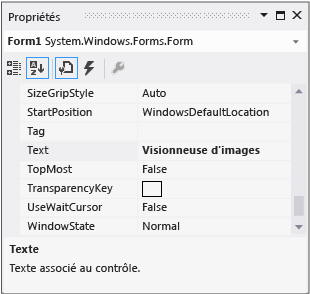 Propriétés
Form1 System.Windows.Forms.Form
SizeGripStyle Auto
StartPosition WindowsDefaultLocation
Tag
Text Visionneuse d'images
TopMost False
TransparencyKey
UseWaitCursor False
WindowState Normal
Texte
Texte associé au contrôle.